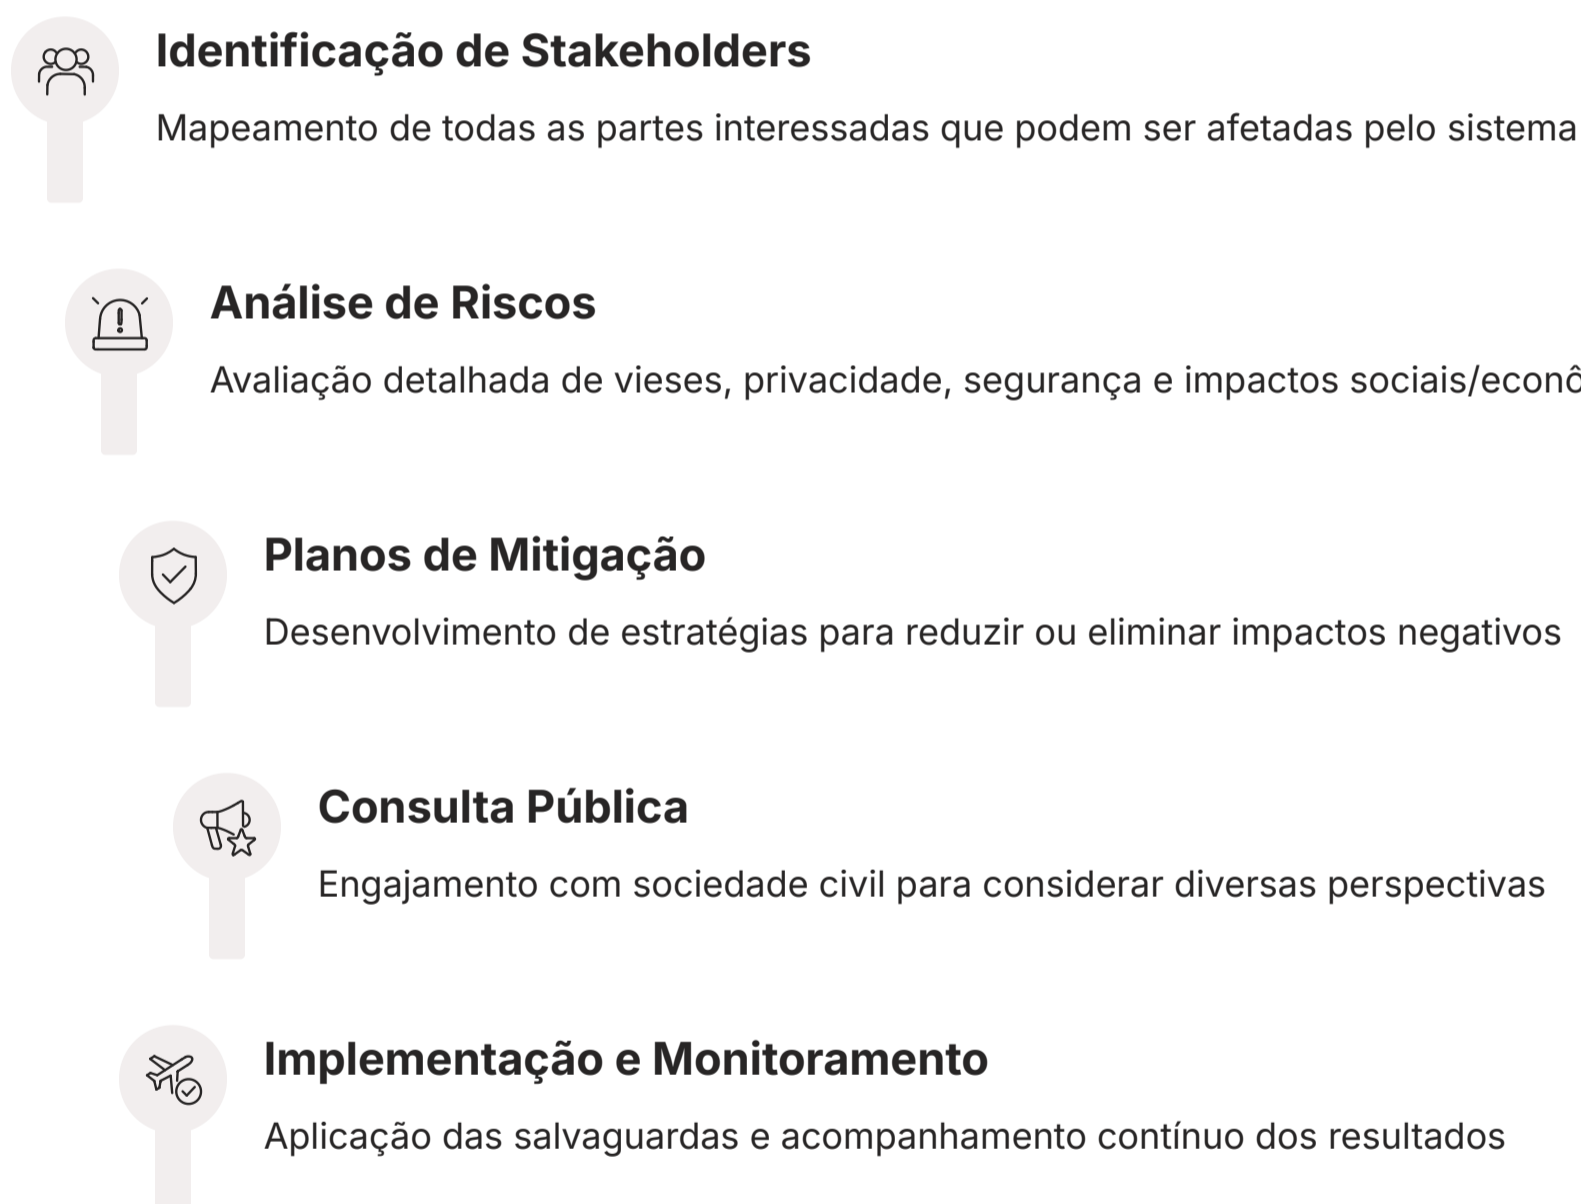 Identificação de Stakeholders
Mapeamento de todas as partes interessadas que podem ser afetadas pelo sistema
Análise de Riscos
Avaliação detalhada de vieses, privacidade, segurança e impactos sociais/econô
Planos de Mitigação
Desenvolvimento de estratégias para reduzir ou eliminar impactos negativos
Consulta Pública
Engajamento com sociedade civil para considerar diversas perspectivas
Implementação e Monitoramento
Aplicação das salvaguardas e acompanhamento contínuo dos resultados